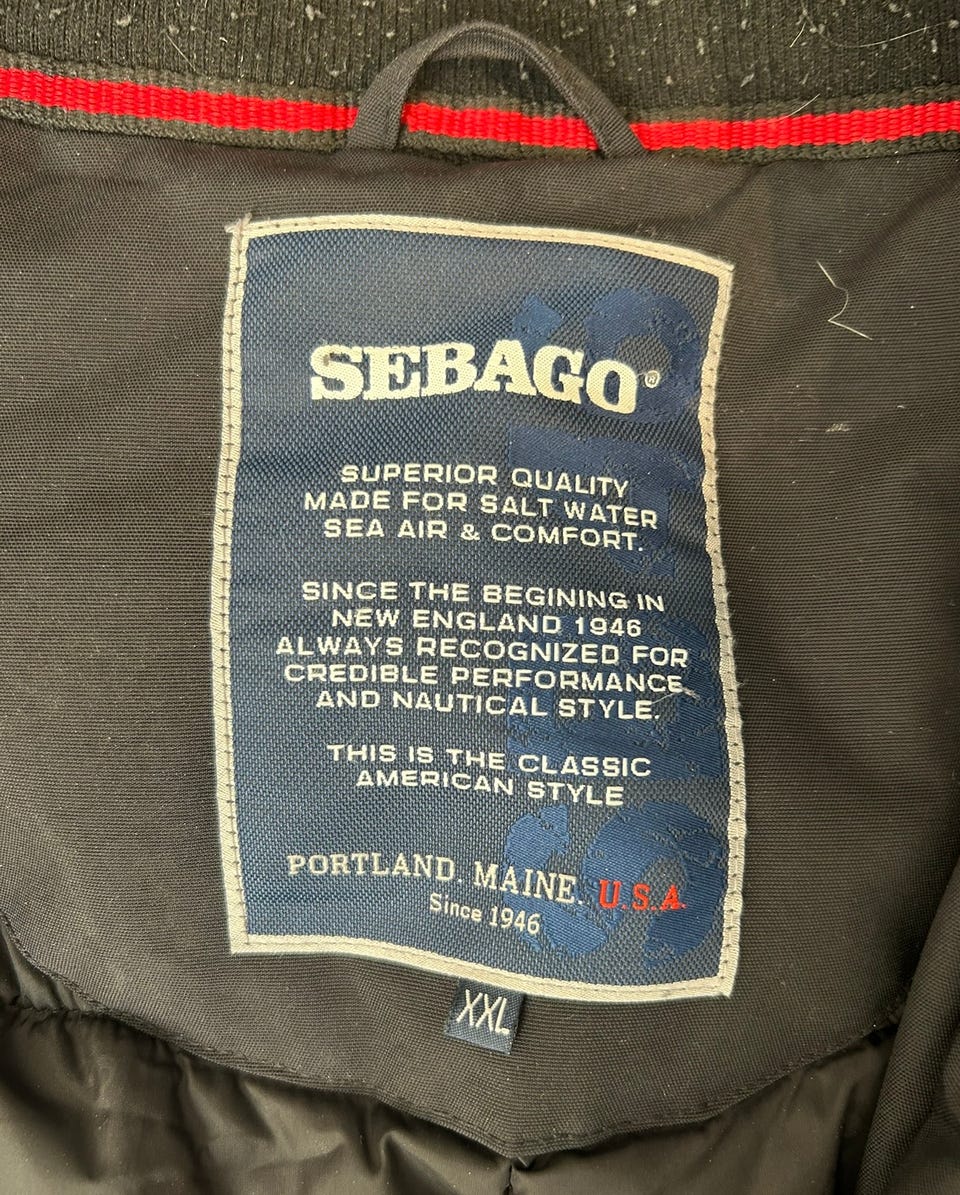 SEBAGO®
SUPERIOR QUALITY
MADE FOR SALT WATER
SEA AIR & COMFORT.
SINCE THE BEGINING IN
NEW ENGLAND 1946
ALWAYS RECOGNIZED FOR
CREDIBLE PERFORMANCE
AND NAUTICAL STYLE.
THIS IS THE CLASSIC
AMERICAN STYLE
PORTLAND. MAINE. U.S.A.
Since 1946
XXL